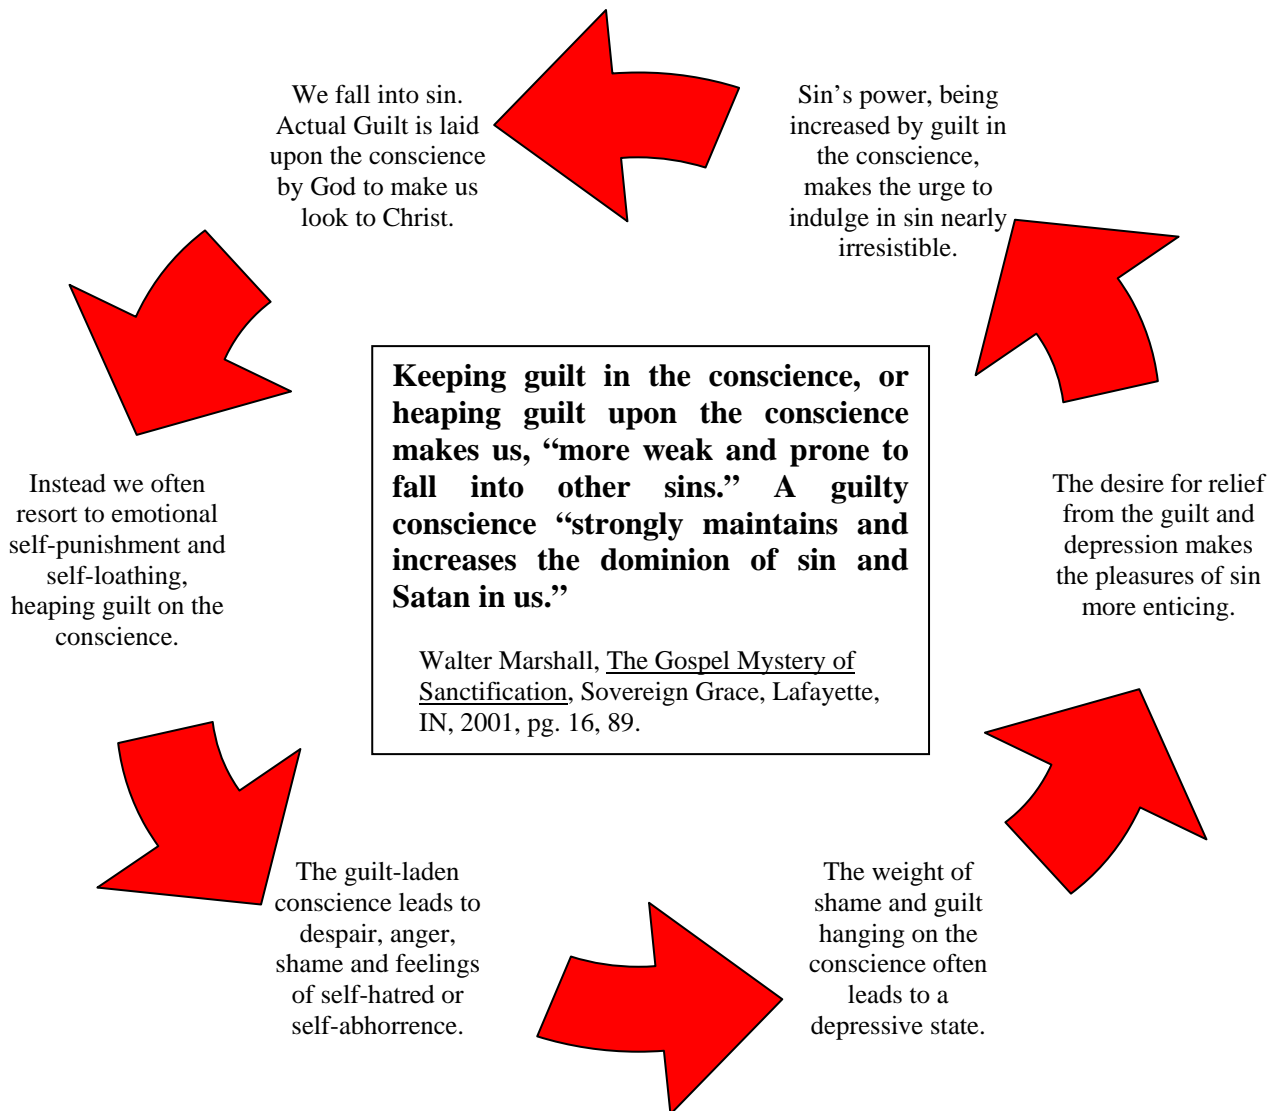 We fall into sin.
Actual Guilt is laid
upon the conscience
by God to make us
look to Christ.
Sin’s power, being
increased by guilt in
the conscience,
makes the urge to
indulge in sin nearly
irresistible.
Keeping guilt in the conscience, or
heaping guilt upon the conscience
makes us, “more weak and prone to
fall into other sins.” A guilty
conscience “strongly maintains and
increases the dominion of sin and
Satan in us.”
Walter Marshall, The Gospel Mystery of
Sanctification, Sovereign Grace, Lafayette,
IN, 2001, pg. 16, 89.
Instead we often
resort to emotional
self-punishment and
self-loathing,
heaping guilt on the
conscience.
The desire for relief
from the guilt and
depression makes
the pleasures of sin
more enticing.
The guilt-laden
conscience leads to
despair, anger,
shame and feelings
of self-hatred or
self-abhorrence.
The weight of
shame and guilt
hanging on the
conscience often
leads to a
depressive state.